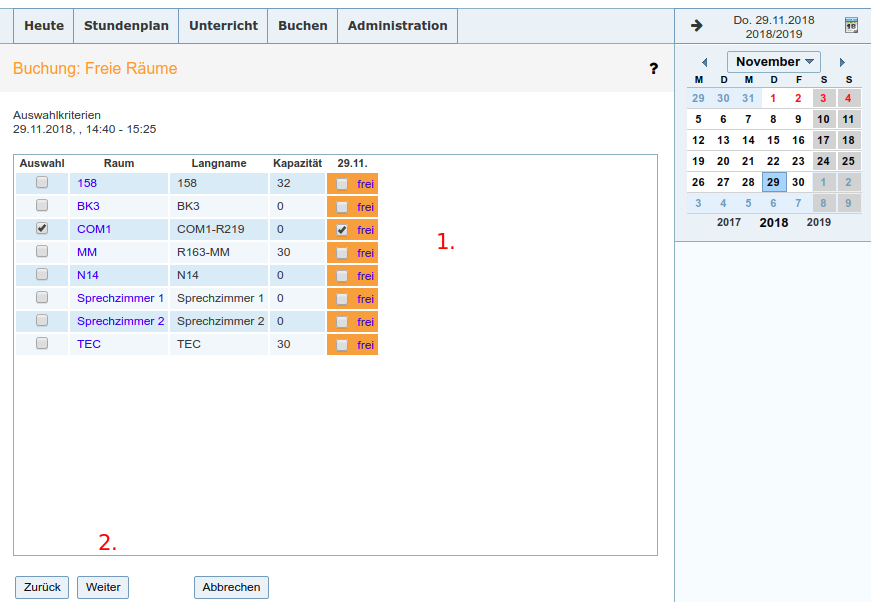 Heute Stundenplan Unterricht Buchen Administration
Do. 29.11.2018
2018/2019
Buchung: Freie Räume ?
November
M D M D F S S
29 30 31 1 2 3 4
5 6 7 8 9 10 11
12 13 14 15 16 17 18
19 20 21 22 23 24 25
26 27 28 29 30 1 2
3 4 5 6 7 8 9
2017 2018 2019
Auswahlkriterien
29.11.2018, , 14:40 - 15:25
Auswahl Raum Langname Kapazität 29.11.
158 158 32 frei
BK3 BK3 0 frei
COM1 COM1-R219 0 frei
1.
MM R163-MM 30 frei
N14 N14 0 frei
Sprechzimmer 1 Sprechzimmer 1 0 frei
Sprechzimmer 2 Sprechzimmer 2 0 frei
TEC TEC 30 frei
2.
Zurück Weiter Abbrechen